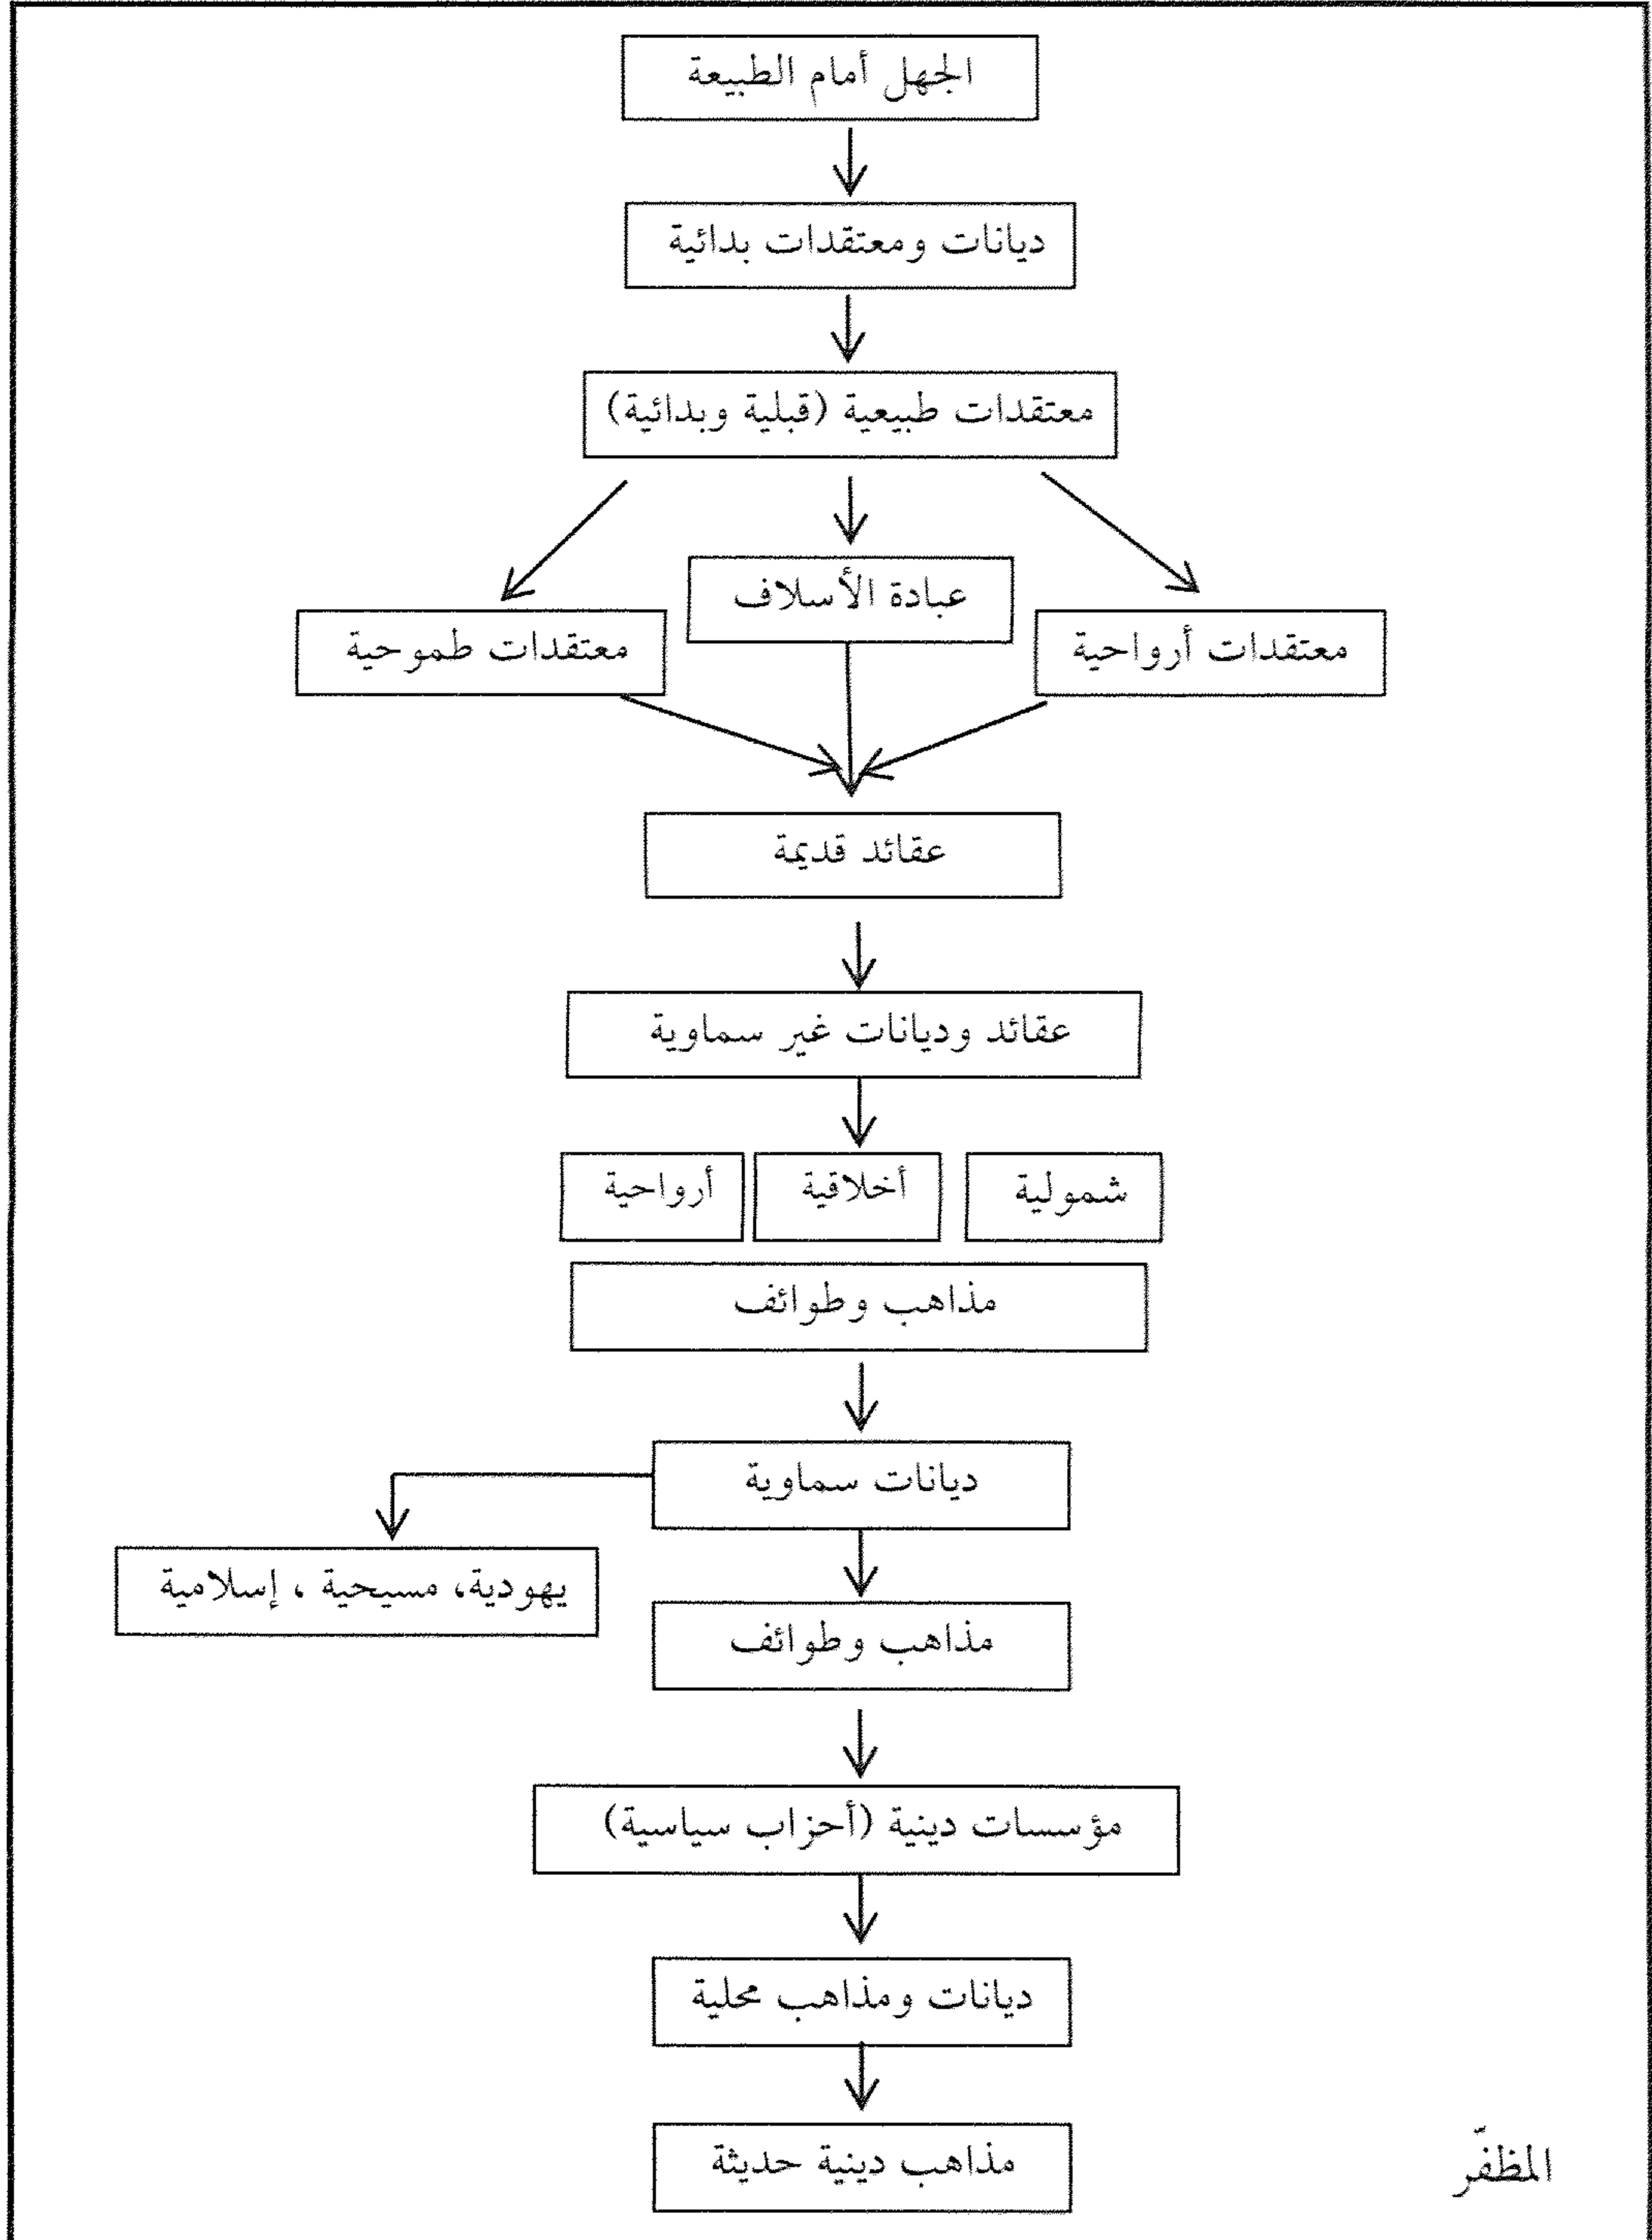 الجهل أمام الطبيعة
ديانات ومعتقدات بدائية
معتقدات طبيعية (قبلية وبدائية)
عبادة الأسلاف
معتقدات أرواحية
معتقدات طموحية
عقائد قديمة
عقائد وديانات غير سماوية
شمولية
أخلاقية
أرواحية
مذاهب وطوائف
ديانات سماوية
يهودية، مسيحية ، إسلامية
مذاهب وطوائف
مؤسسات دينية (أحزاب سياسية)
ديانات ومذاهب محلية
مذاهب دينية حديثة
المظفّر